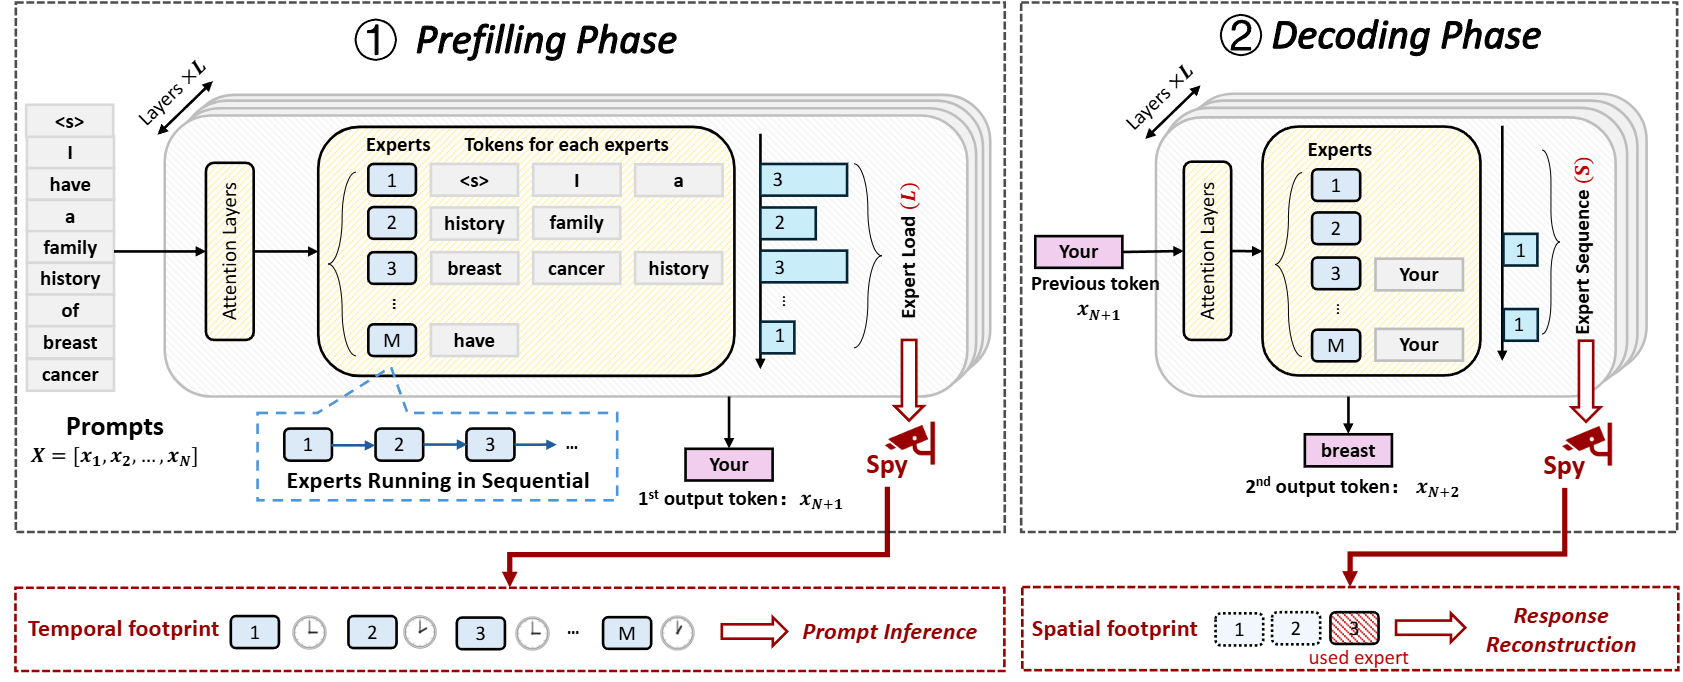 ① Prefilling Phase
Layers ×L
<s>
I
have
a
family
history
of
breast
cancer
Prompts
X = [x₁, x₂, ..., x_N]
Attention Layers
Experts Tokens for each experts
1 <s> I a
2 history family
3 breast cancer history
⋮
M have
3
2
3
⋮
1
Expert Load (L)
1 2 3 ...
Experts Running in Sequential
Your
1st output token: x_{N+1}
Spy
Temporal footprint 1 2 3 ... M Prompt Inference
② Decoding Phase
Layers ×L
Your
Previous token
x_{N+1}
Attention Layers
Experts
1
2
3 Your
⋮
M Your
1
1
Expert Sequence (S)
breast
2nd output token: x_{N+2}
Spy
Spatial footprint 1 2 3
used expert
Response
Reconstruction